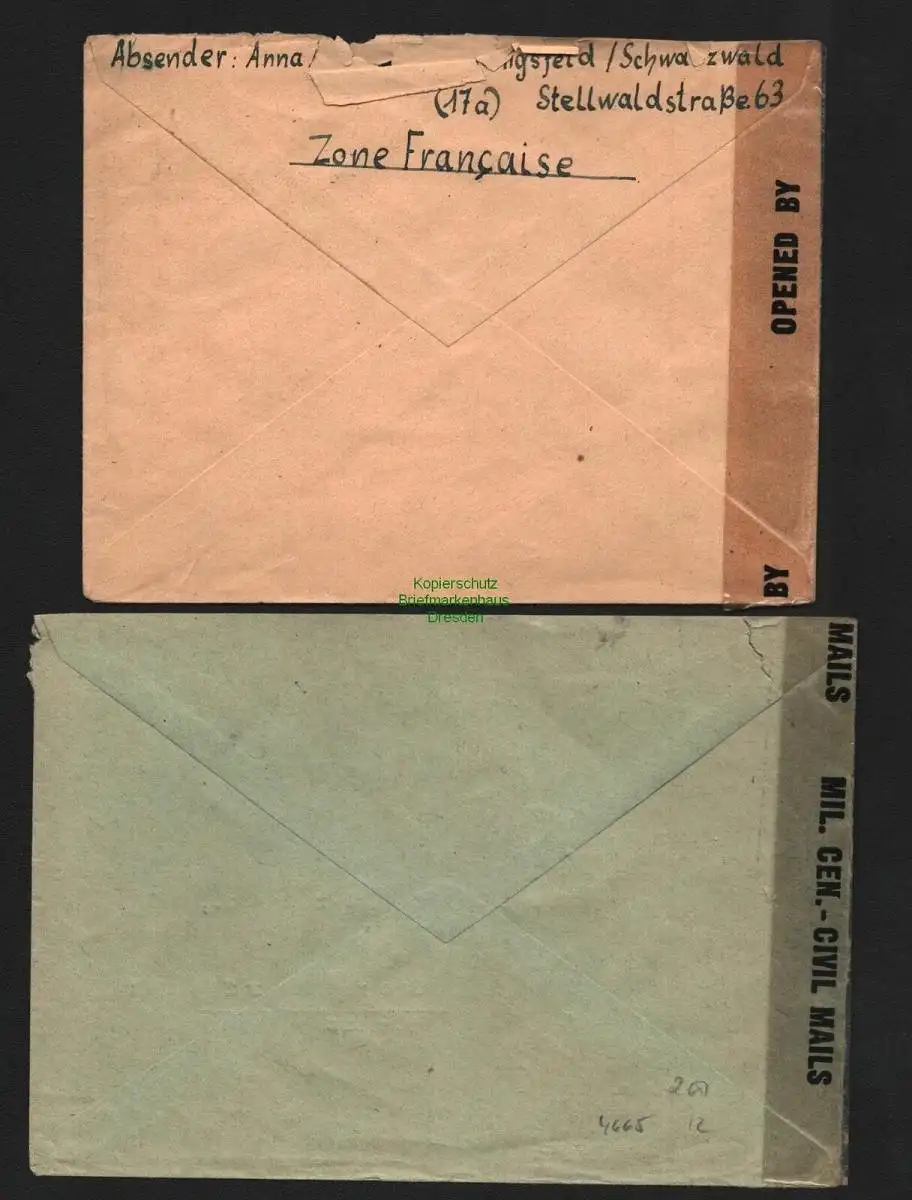 Absender: Anna /Schwa zwald
(17a) Stellwaldstraße 63
Zone Française
OPENED BY
BY
Kopierschutz
Briefmarkenhaus
Dresden
MAILS
MIL. CEN.-CIVIL MAILS
4665 12